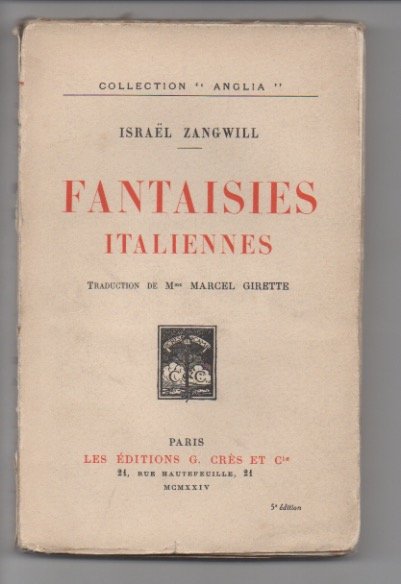 COLLECTION " ANGLIA "
ISRAËL ZANGWILL
FANTAISIES
ITALIENNES
TRADUCTION DE Mme MARCEL GIRETTE
C & C.
PARIS
LES ÉDITIONS G. CRÈS ET Cie
21, RUE HAUTEFEUILLE, 21
MCMXXIV
5e édition